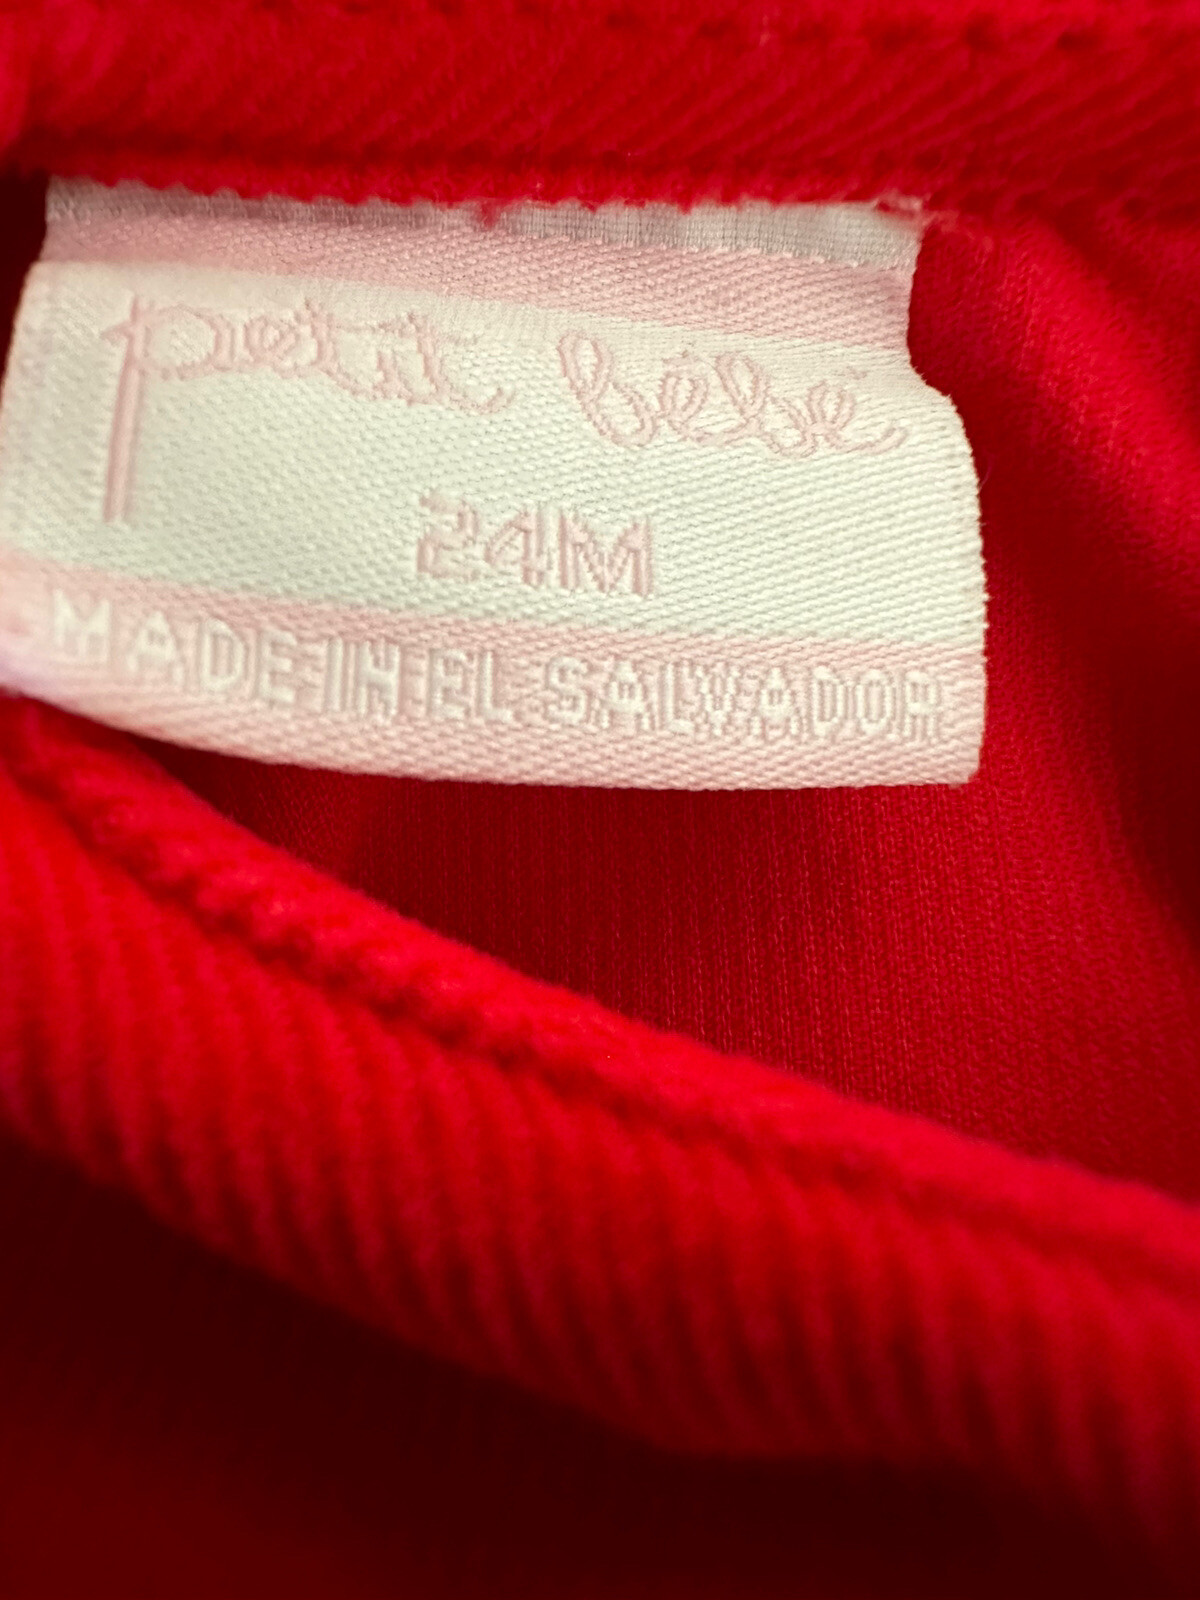 petit bébé
24M
MADE IN EL SALVADOR